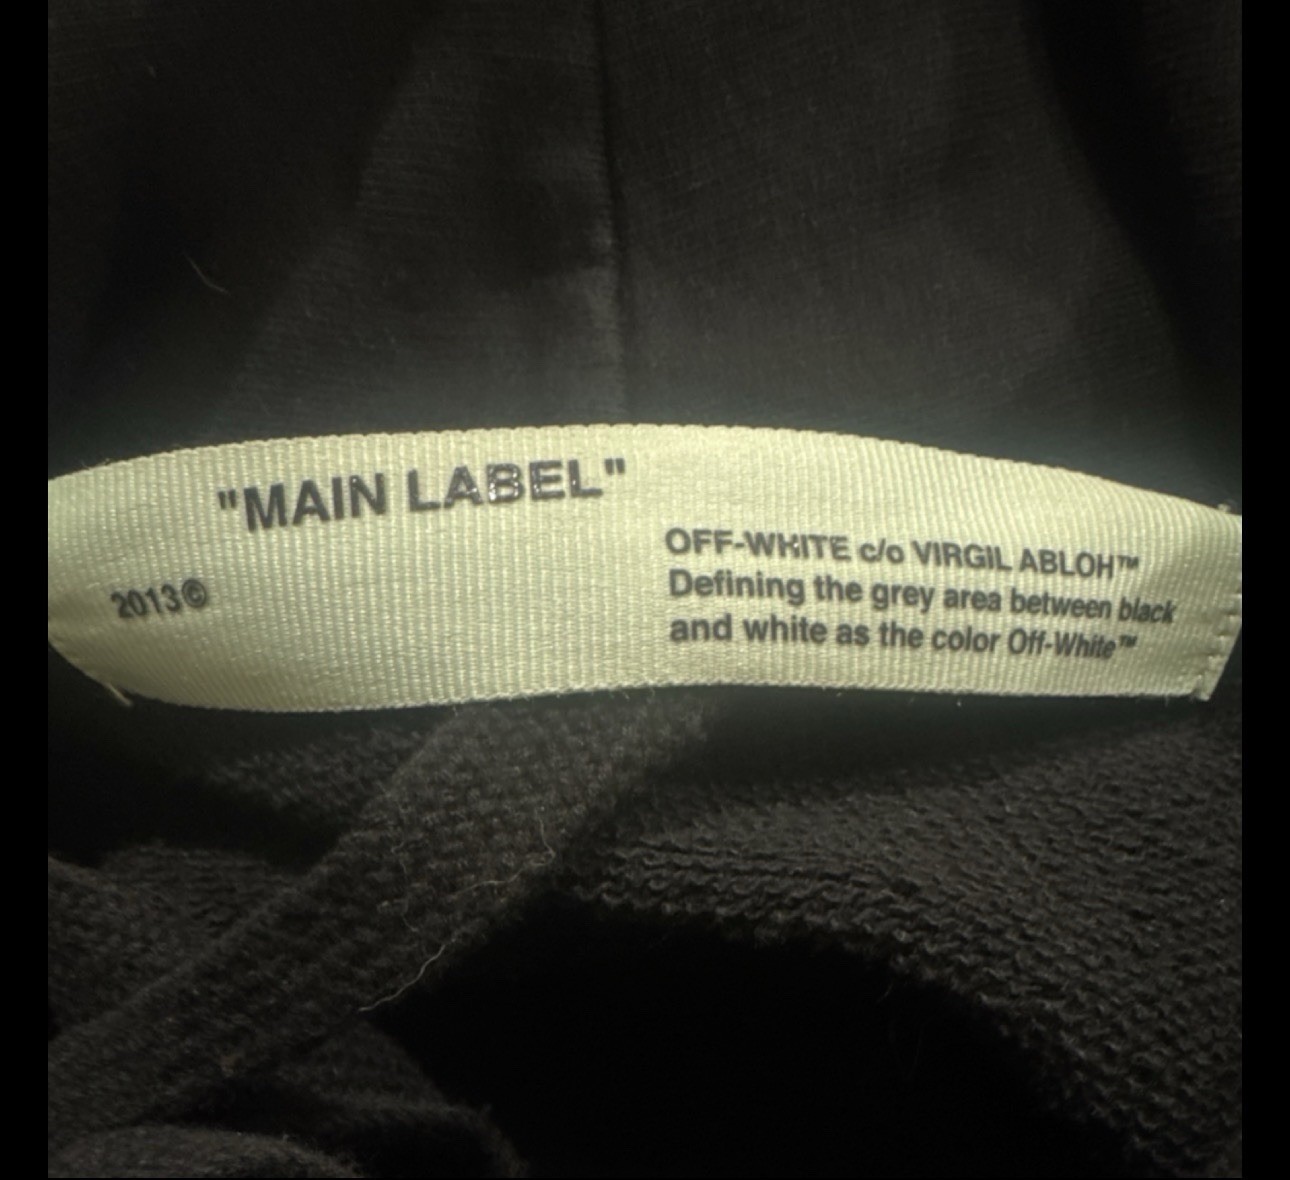 "MAIN LABEL"
2013©
OFF-WHITE c/o VIRGIL ABLOH™
Defining the grey area between black
and white as the color Off-White™